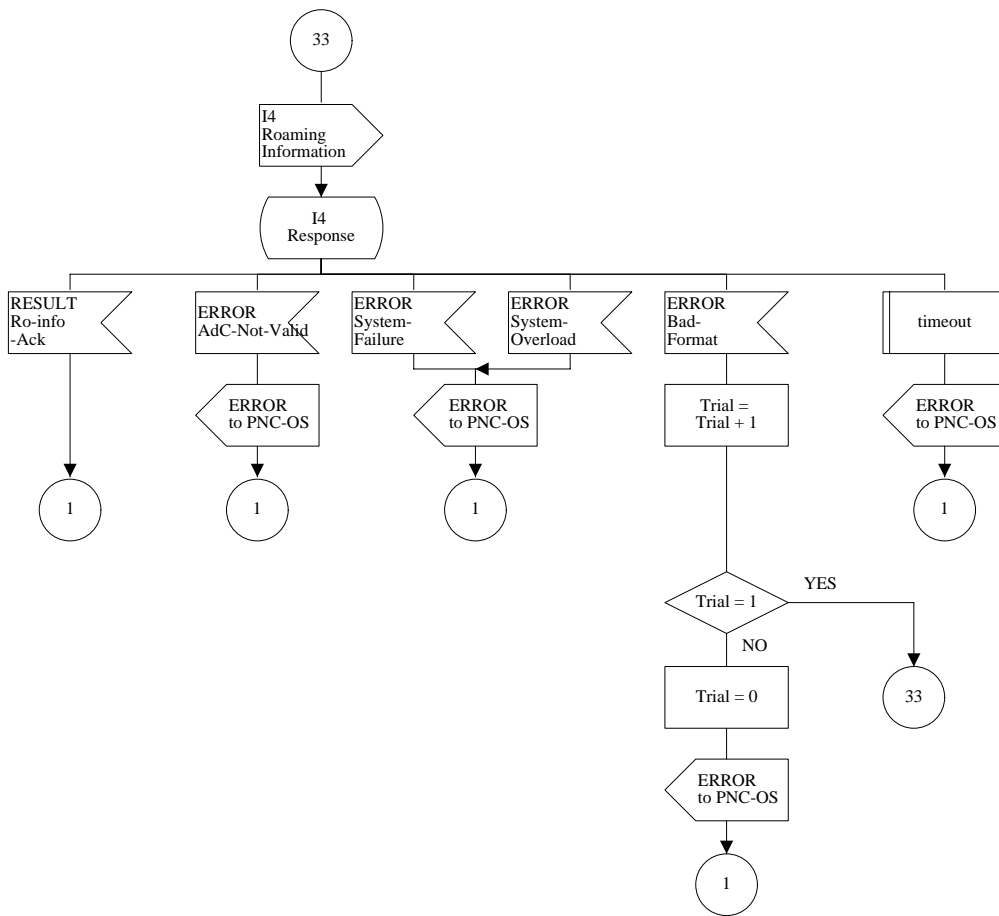 33
I4
Roaming
Information
I4
Response
RESULT
Ro-info
-Ack
ERROR
AdC-Not-Valid
ERROR
System-
Failure
ERROR
System-
Overload
ERROR
Bad-
Format
timeout
ERROR
to PNC-OS
ERROR
to PNC-OS
Trial =
Trial + 1
ERROR
to PNC-OS
1
1
1
1
Trial = 1
YES
NO
Trial = 0
33
ERROR
to PNC-OS
1